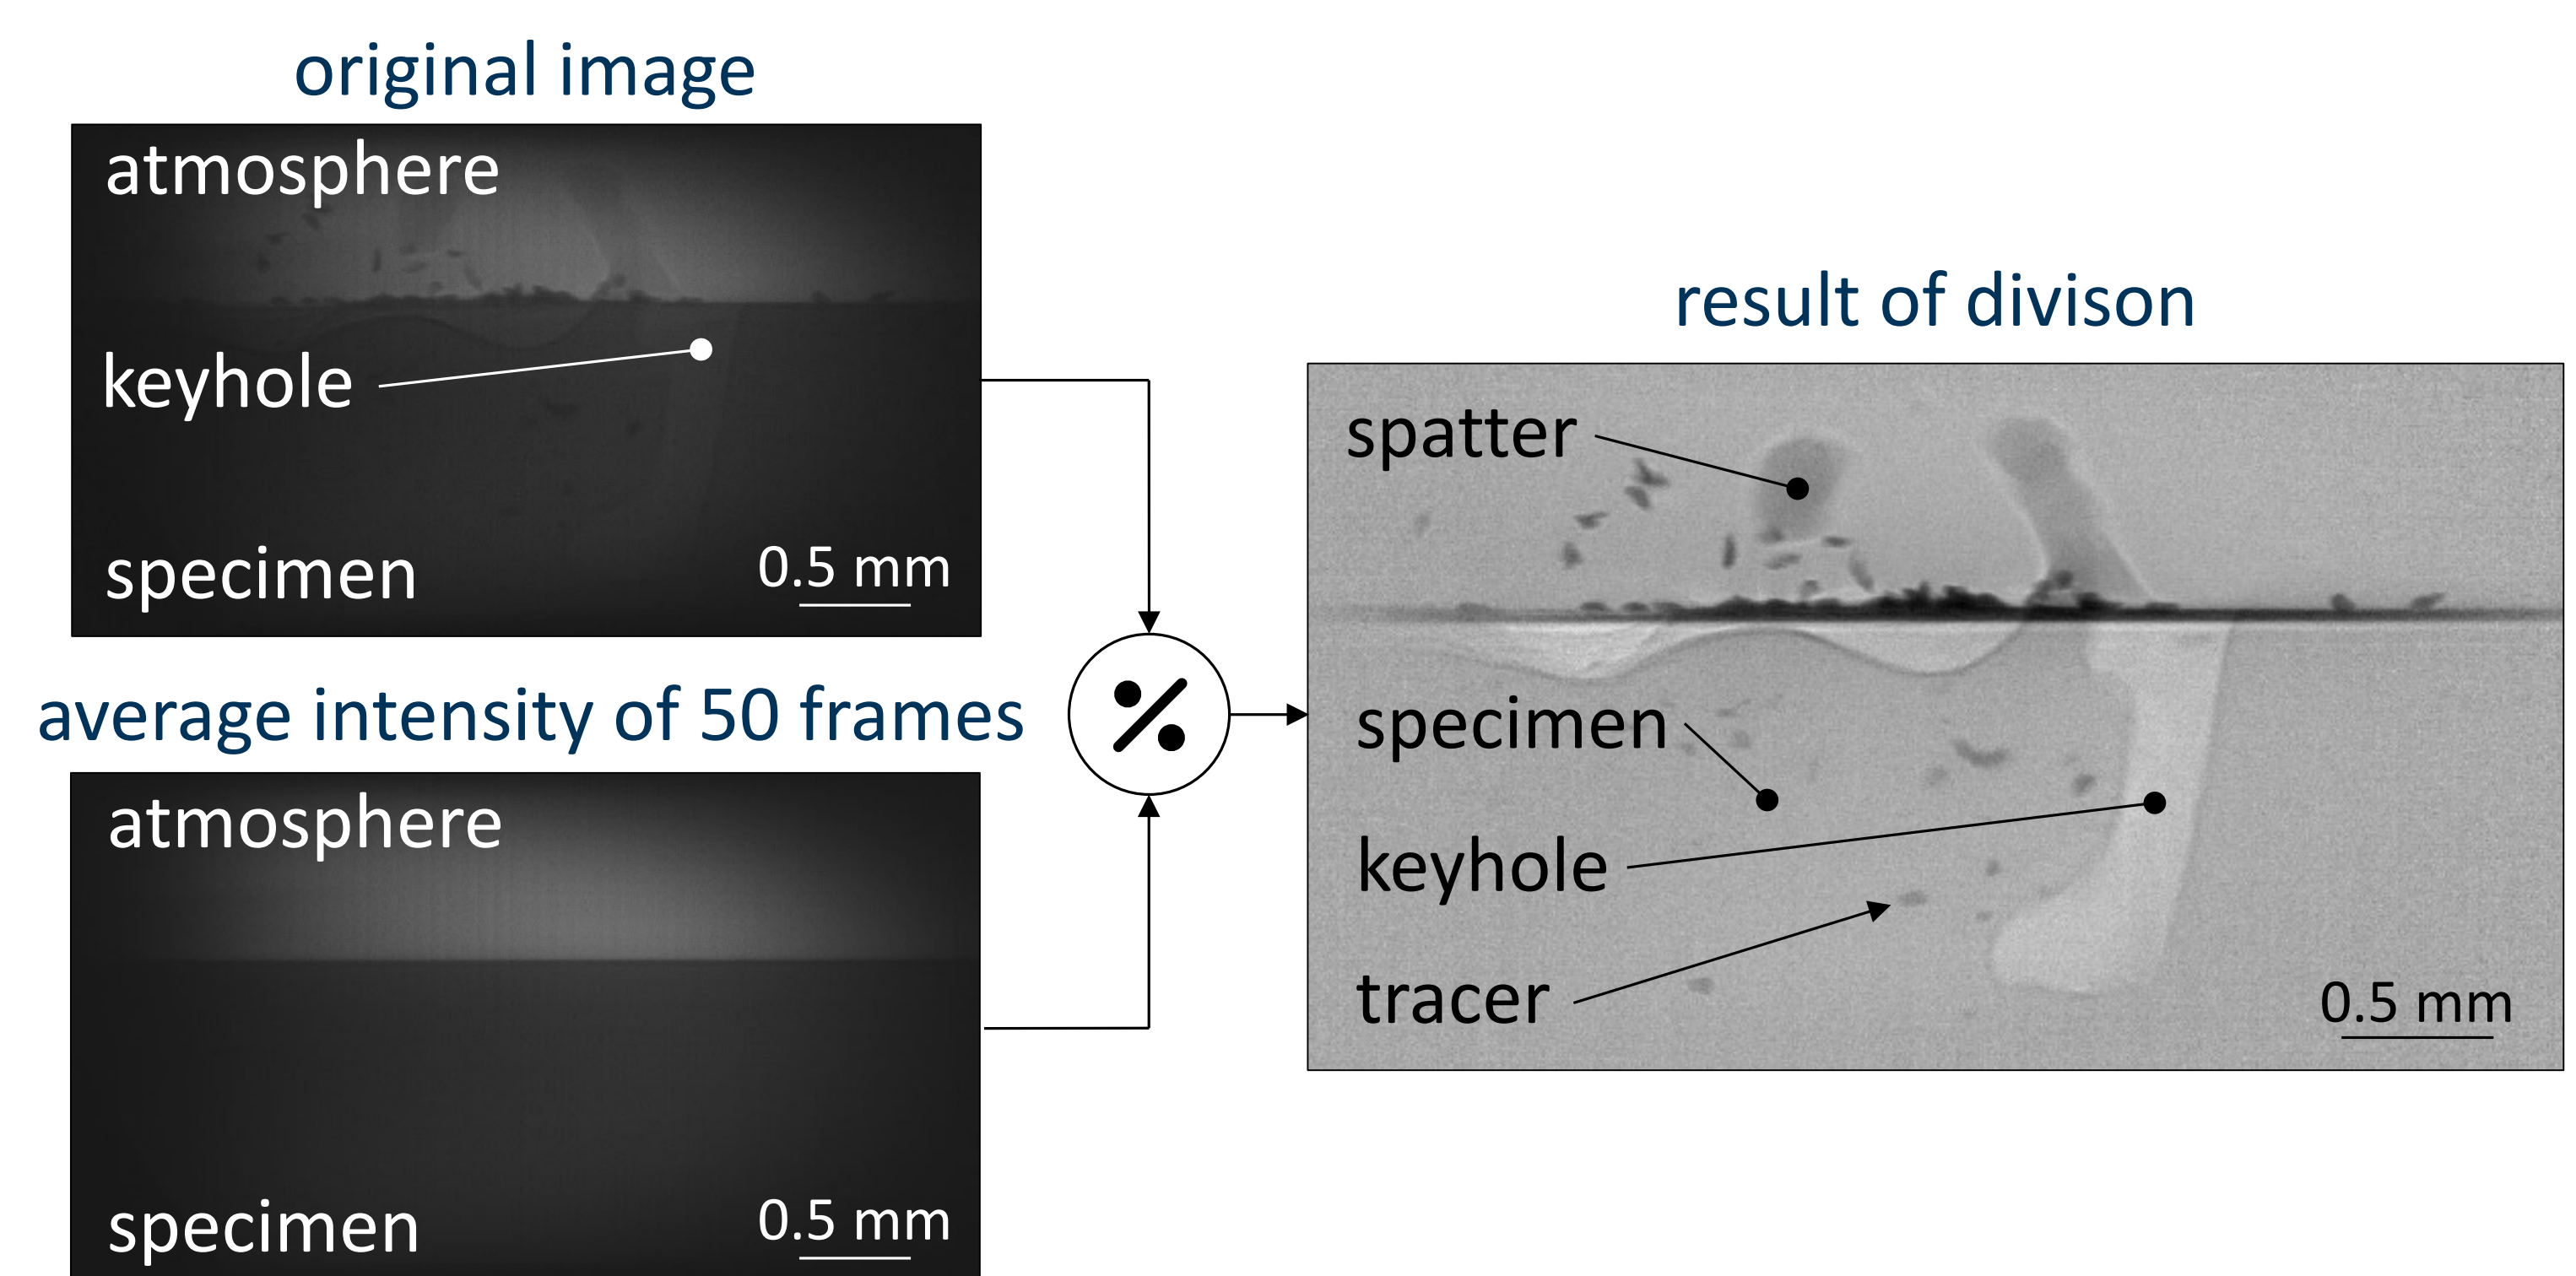 original image
atmosphere
keyhole
specimen
0.5 mm
average intensity of 50 frames
atmosphere
specimen
0.5 mm
%
result of divison
spatter
specimen
keyhole
tracer
0.5 mm